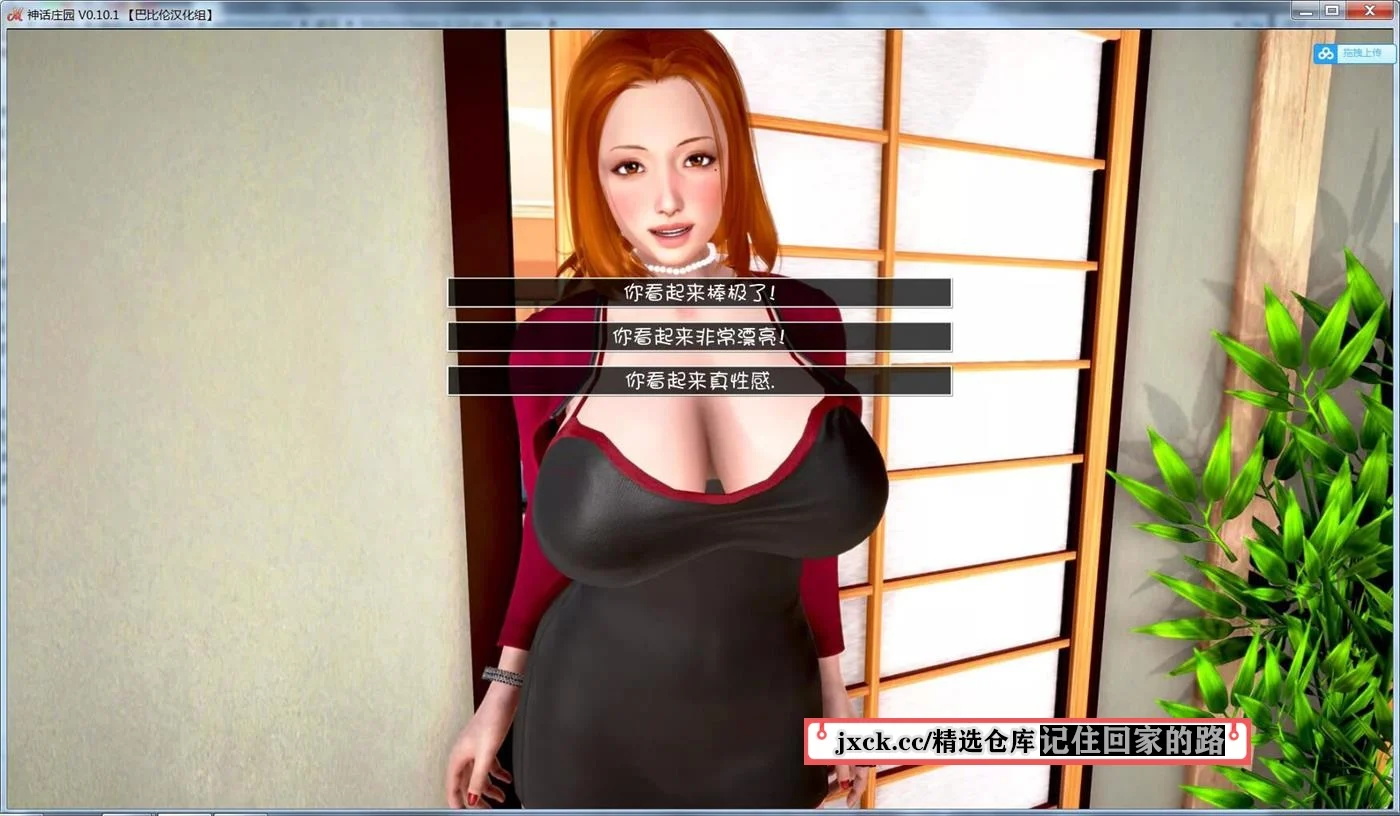 神话庄园 V0.10.1 【巴比伦汉化组】
拖拽上传
你看起来棒极了!
你看起来非常漂亮!
你看起来真性感.
jxck.cc/精选仓库记住回家的路